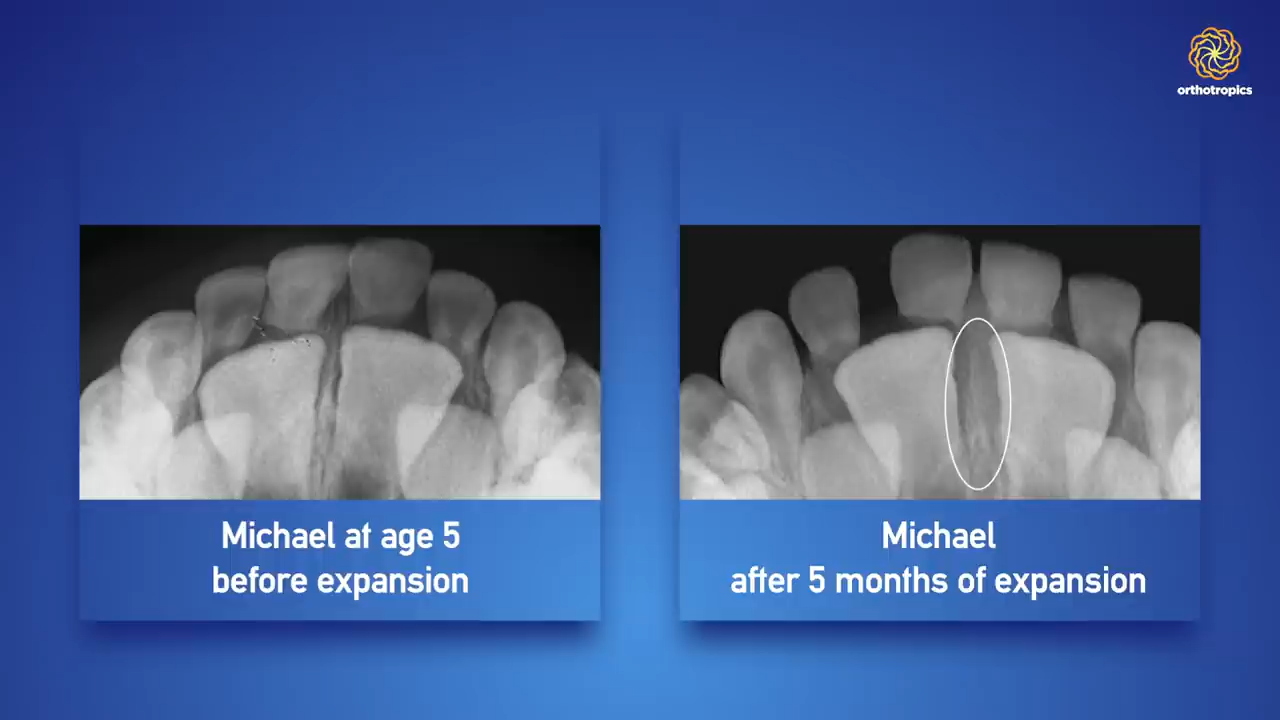 orthotropics
Michael at age 5
before expansion
Michael
after 5 months of expansion